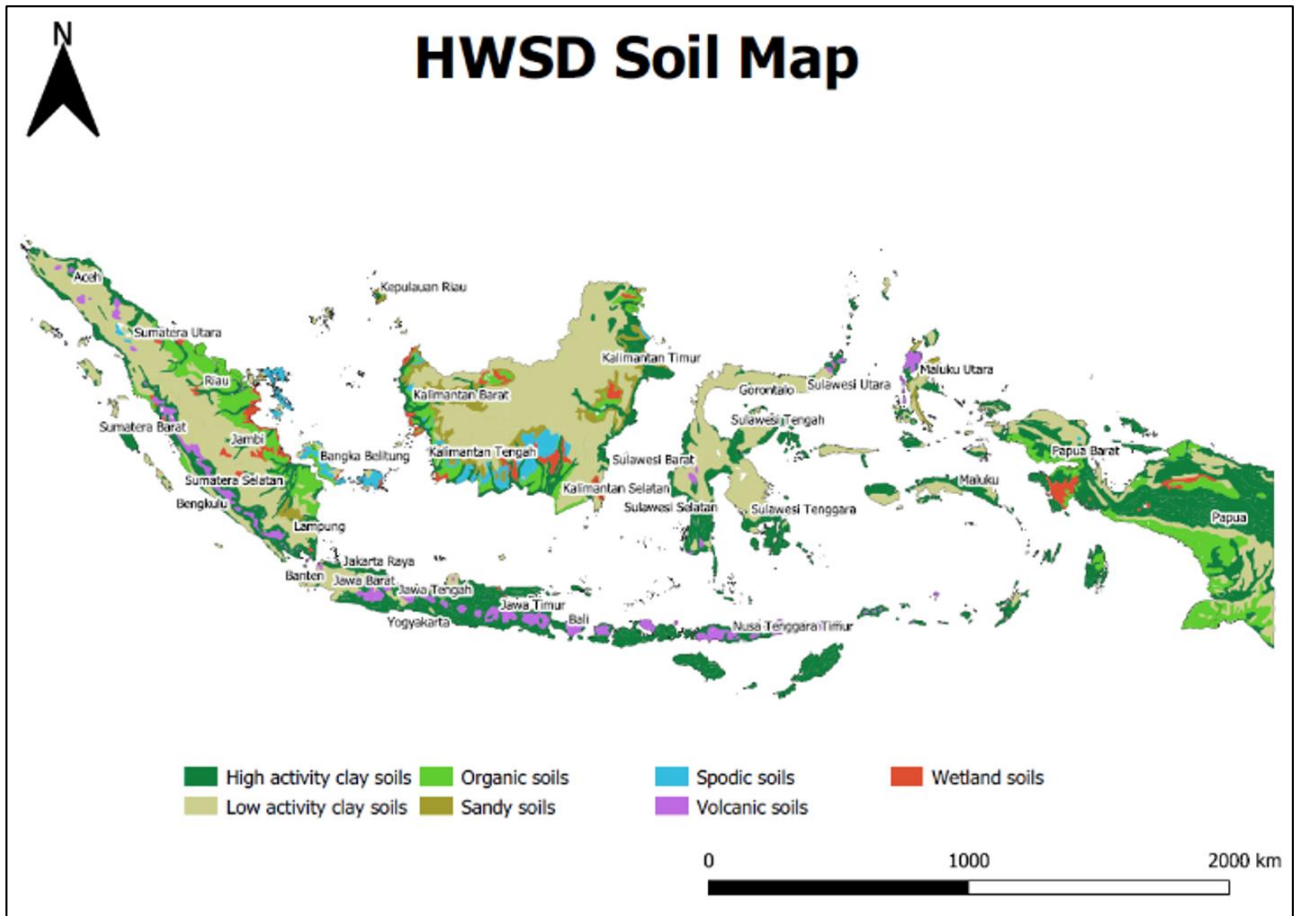 N
HWSD Soil Map
Aceh
Kepulauan Riau
Sumatera Utara
Kalimantan Timur
Maluku Utara
Riau
Gorontalo
Sulawesi Utara
Kalimantan Barat
Sulawesi Tengah
Sumatera Barat
Jambi
Bangka Belitung
Kalimantan Tengah
Sulawesi Barat
Papua Barat
Sumatera Selatan
Kalimantan Selatan
Maluku
Bengkulu
Sulawesi Selatan
Sulawesi Tenggara
Papua
Lampung
Jakarta Raya
Banten
Jawa Barat
Jawa Tengah
Jawa Timur
Yogyakarta
Bali
Nusa Tenggara Timur
High activity clay soils
Organic soils
Spodic soils
Wetland soils
Low activity clay soils
Sandy soils
Volcanic soils
0 1000 2000 km